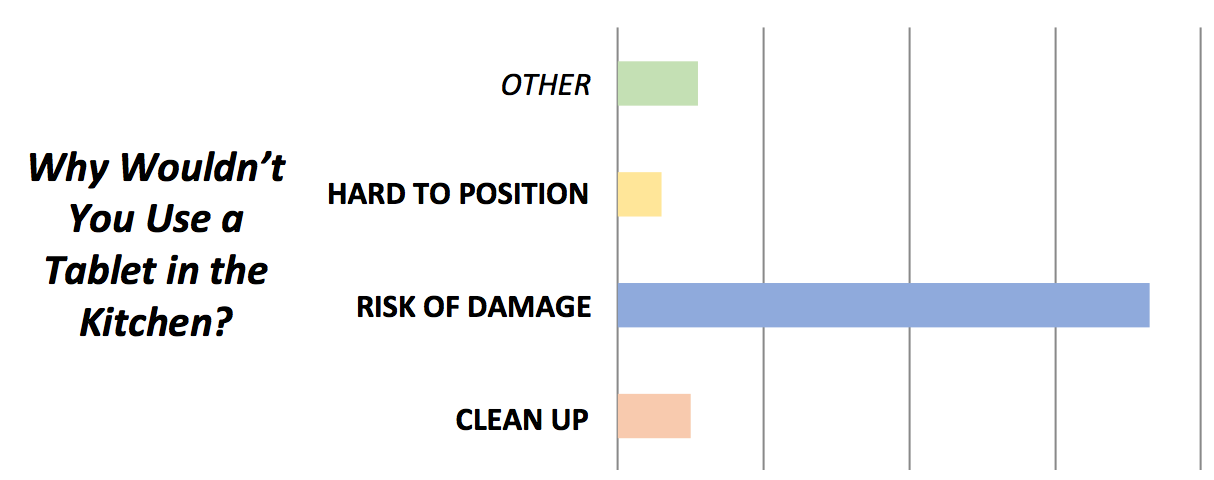 Why Wouldn’t
You Use a
Tablet in the
Kitchen?
OTHER
HARD TO POSITION
RISK OF DAMAGE
CLEAN UP